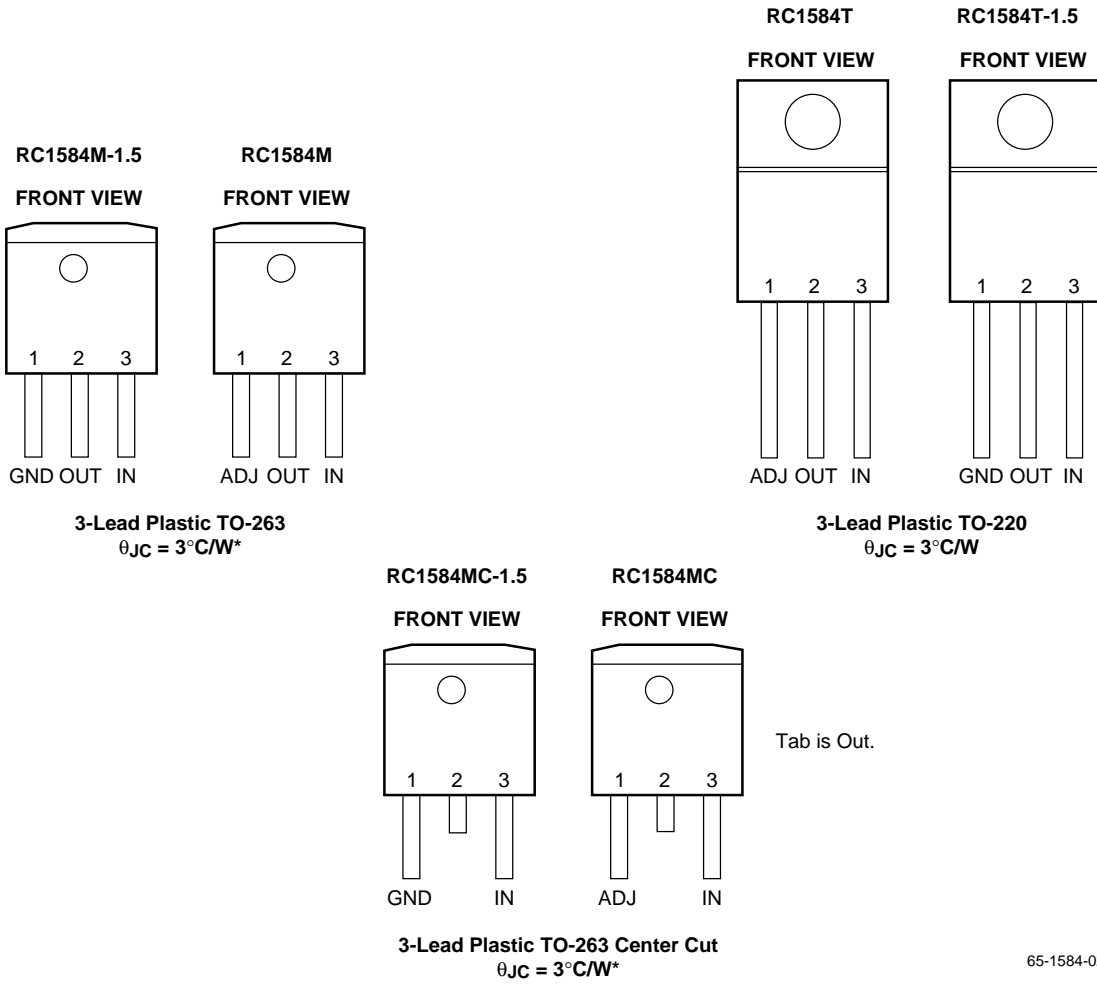 RC1584T RC1584T-1.5
FRONT VIEW FRONT VIEW
RC1584M-1.5 RC1584M
FRONT VIEW FRONT VIEW
1 2 3 1 2 3
1 2 3 1 2 3
GND OUT IN ADJ OUT IN
ADJ OUT IN GND OUT IN
3-Lead Plastic TO-263
θJC = 3°C/W*
3-Lead Plastic TO-220
θJC = 3°C/W
RC1584MC-1.5 RC1584MC
FRONT VIEW FRONT VIEW
Tab is Out.
1 2 3 1 2 3
GND IN ADJ IN
3-Lead Plastic TO-263 Center Cut
θJC = 3°C/W*